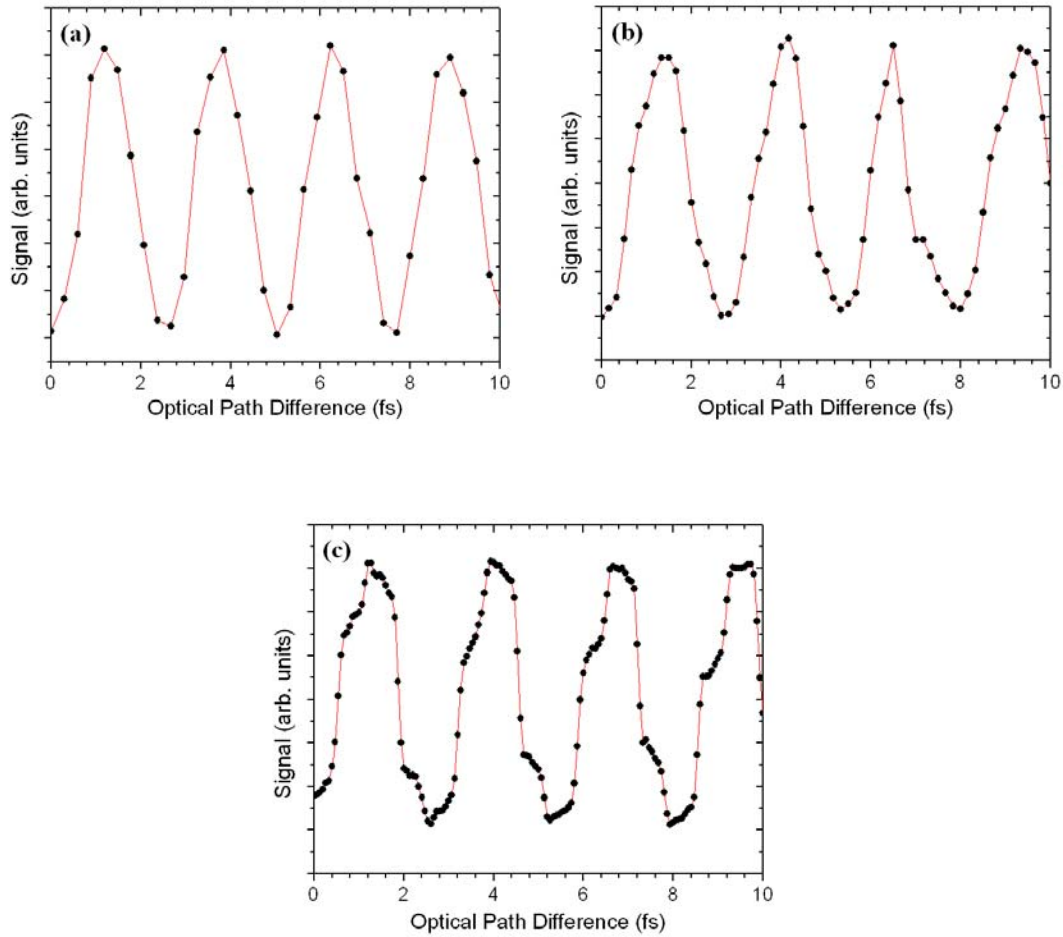 (a)
Signal (arb. units)
0 2 4 6 8 10
Optical Path Difference (fs)
(b)
Signal (arb. units)
0 2 4 6 8 10
Optical Path Difference (fs)
(c)
Signal (arb. units)
0 2 4 6 8 10
Optical Path Difference (fs)